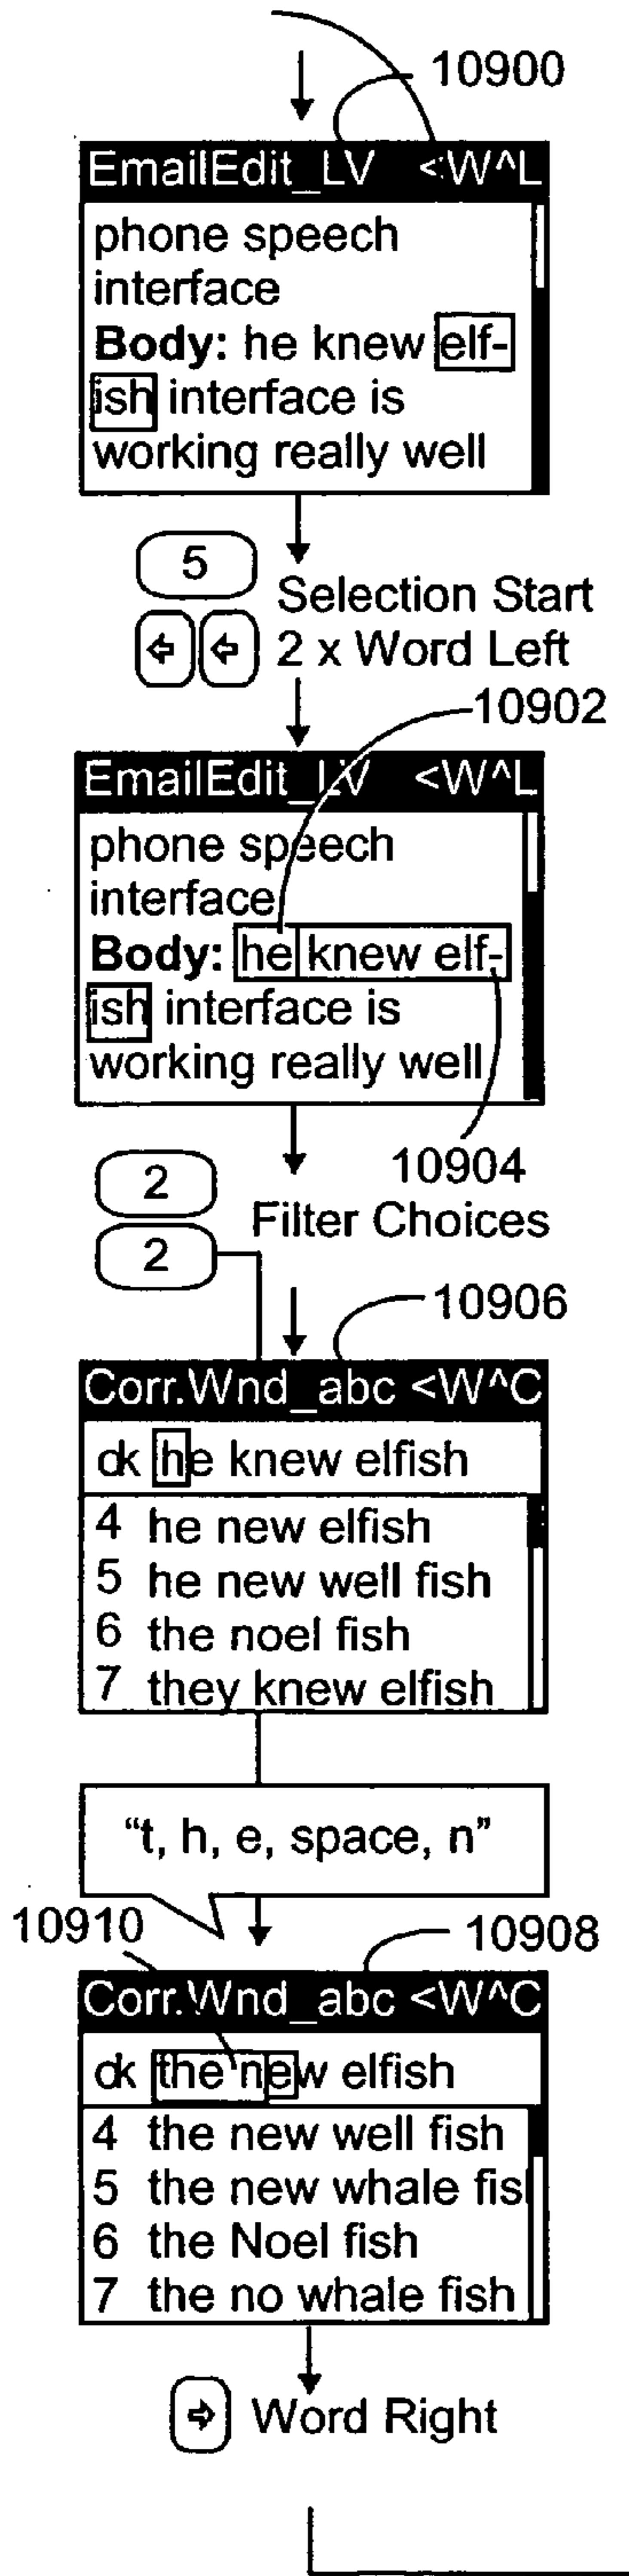 10900
EmailEdit_LV <W^L
phone speech
interface
Body: he knew elf-
ish interface is
working really well
5
Selection Start
2 x Word Left
10902
EmailEdit_LV <W^L
phone speech
interface
Body: he knew elf-
ish interface is
working really well
10904
2
Filter Choices
2
10906
Corr.Wnd_abc <W^C
ok he knew elfish
4 he new elfish
5 he new well fish
6 the noel fish
7 they knew elfish
“t, h, e, space, n”
10910
10908
Corr.Wnd_abc <W^C
ok the new elfish
4 the new well fish
5 the new whale fish
6 the Noel fish
7 the no whale fish
Word Right